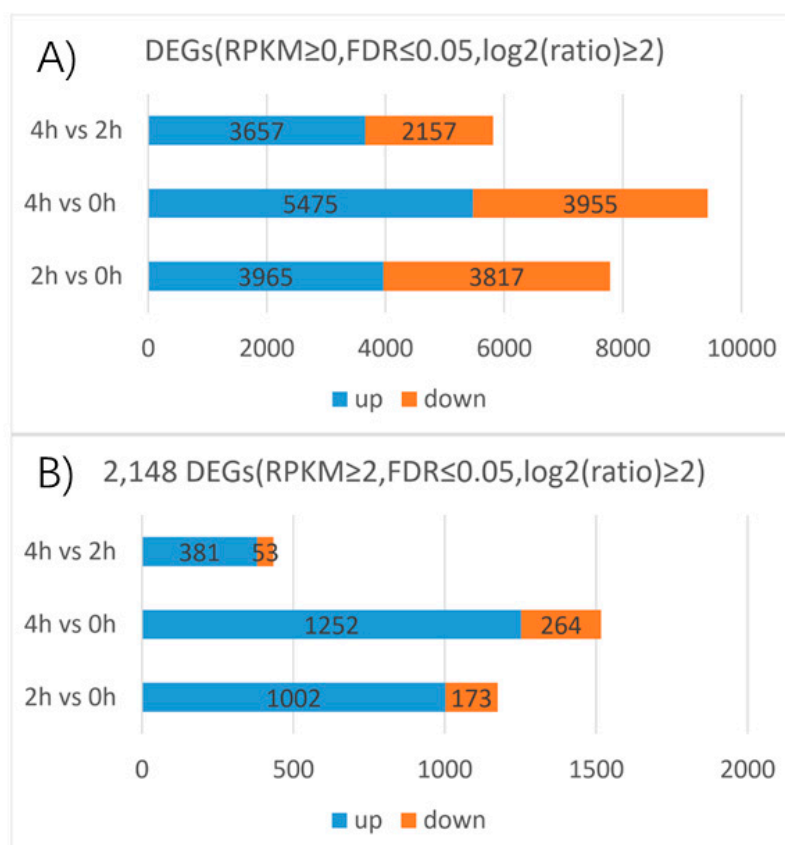 A)
DEGs(RPKM≥0,FDR≤0.05,log2(ratio)≥2)
4h vs 2h 3657 2157
4h vs 0h 5475 3955
2h vs 0h 3965 3817
0 2000 4000 6000 8000 10000
up down
B)
2,148 DEGs(RPKM≥2,FDR≤0.05,log2(ratio)≥2)
4h vs 2h 381 53
4h vs 0h 1252 264
2h vs 0h 1002 173
0 500 1000 1500 2000
up down